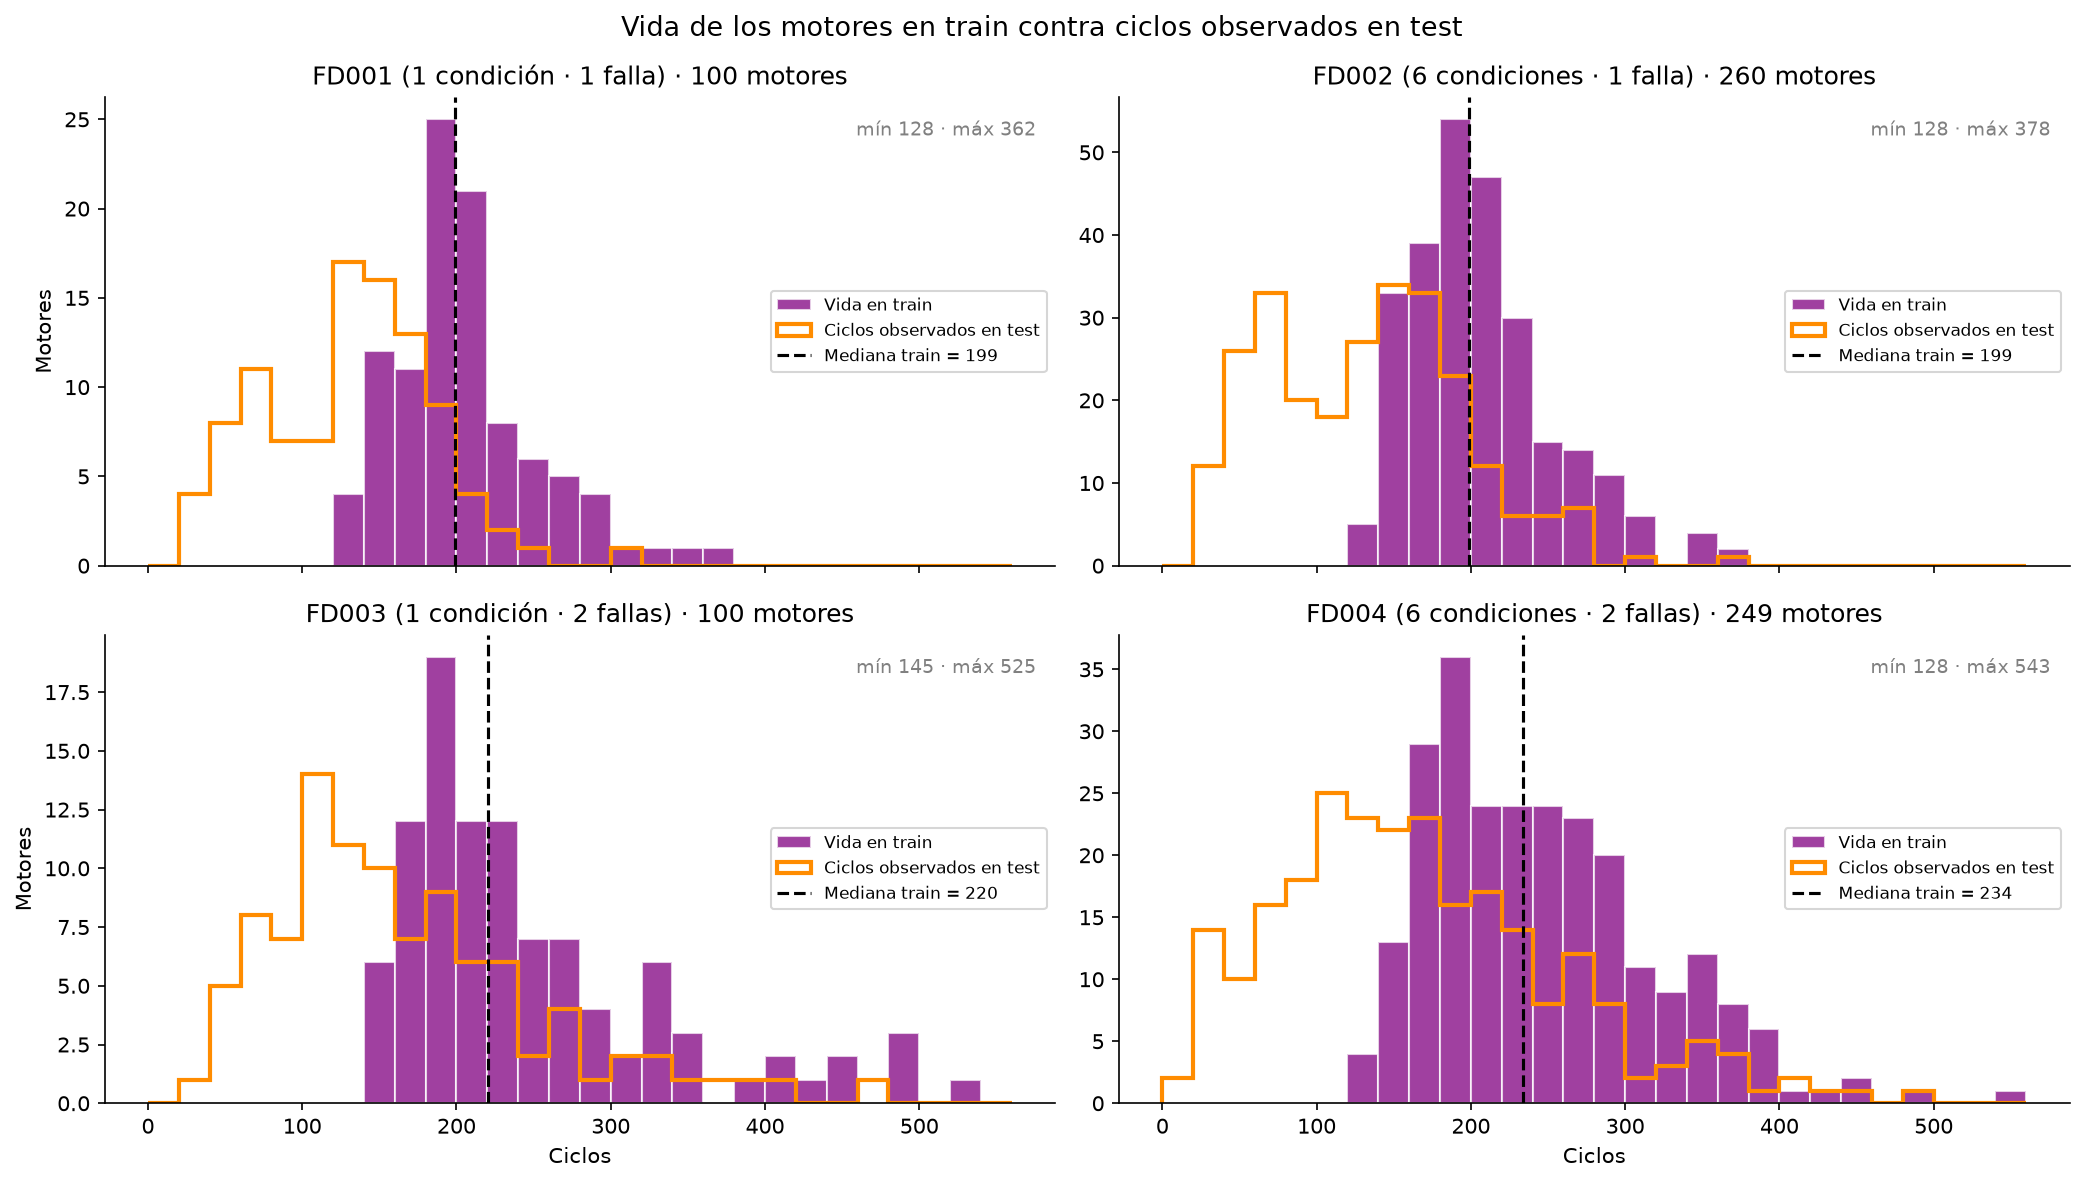 Vida de los motores en train contra ciclos observados en test
FD001 (1 condición · 1 falla) · 100 motores
mín 128 · máx 362
25
20
15
10
5
0
Motores
Vida en train
Ciclos observados en test
Mediana train = 199
FD002 (6 condiciones · 1 falla) · 260 motores
mín 128 · máx 378
50
40
30
20
10
0
Vida en train
Ciclos observados en test
Mediana train = 199
FD003 (1 condición · 2 fallas) · 100 motores
mín 145 · máx 525
17.5
15.0
12.5
10.0
7.5
5.0
2.5
0.0
Motores
Vida en train
Ciclos observados en test
Mediana train = 220
0 100 200 300 400 500
Ciclos
FD004 (6 condiciones · 2 fallas) · 249 motores
mín 128 · máx 543
35
30
25
20
15
10
5
0
Vida en train
Ciclos observados en test
Mediana train = 234
0 100 200 300 400 500
Ciclos